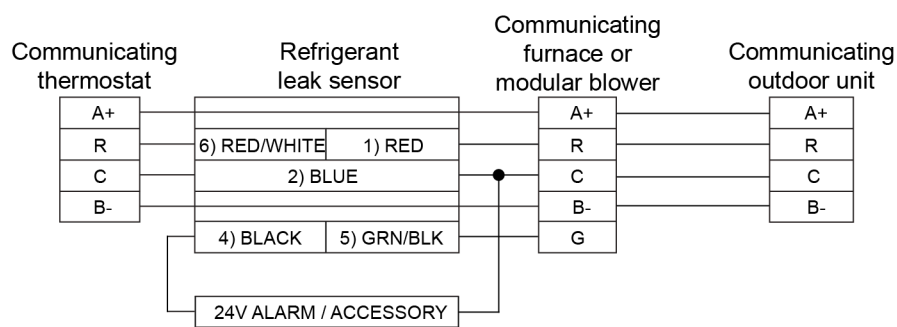 Communicating
thermostat
Refrigerant
leak sensor
Communicating
furnace or
modular blower
Communicating
outdoor unit
A+ A+ A+
R 6) RED/WHITE 1) RED R R
C 2) BLUE C C
B- B- B-
4) BLACK 5) GRN/BLK G
24V ALARM / ACCESSORY